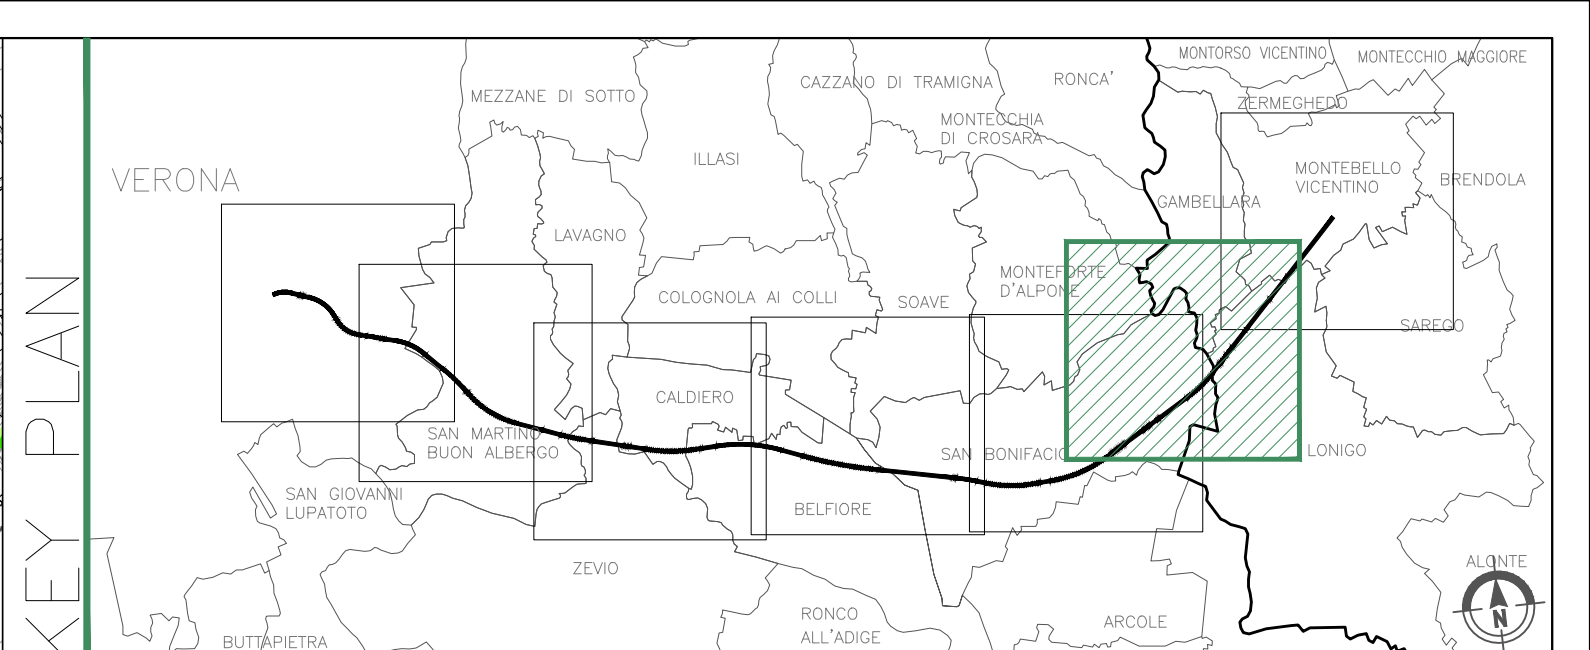 KEY PLAN
MONTORSO VICENTINO
MONTECCHIO MAGGIORE
CAZZANO DI TRAMIGNA
RONCA'
MEZZANE DI SOTTO
ZERMEGHEDO
MONTECCHIA
DI CROSARA
ILLASI
VERONA
MONTEBELLO
VICENTINO
BRENDOLA
GAMBELLARA
LAVAGNO
MONTEFORTE
D'ALPONE
COLOGNOLA AI COLLI
SOAVE
SAREGO
CALDIERO
SAN MARTINO
BUON ALBERGO
SAN BONIFACIO
LONIGO
SAN GIOVANNI
LUPATOTO
BELFIORE
ZEVIO
ALONTE
N
RONCO
ALL'ADIGE
ARCOLE
BUTTAPIETRA